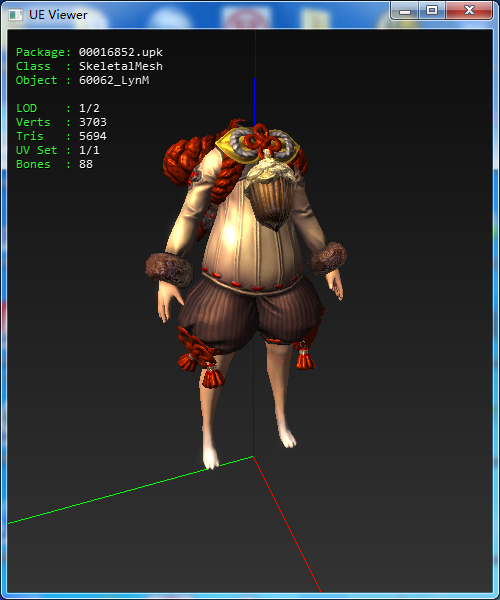 UE Viewer
Package: 00016852.upk
Class : SkeletalMesh
Object : 60062_LynM
LOD : 1/2
Verts : 3703
Tris : 5694
UV Set : 1/1
Bones : 88